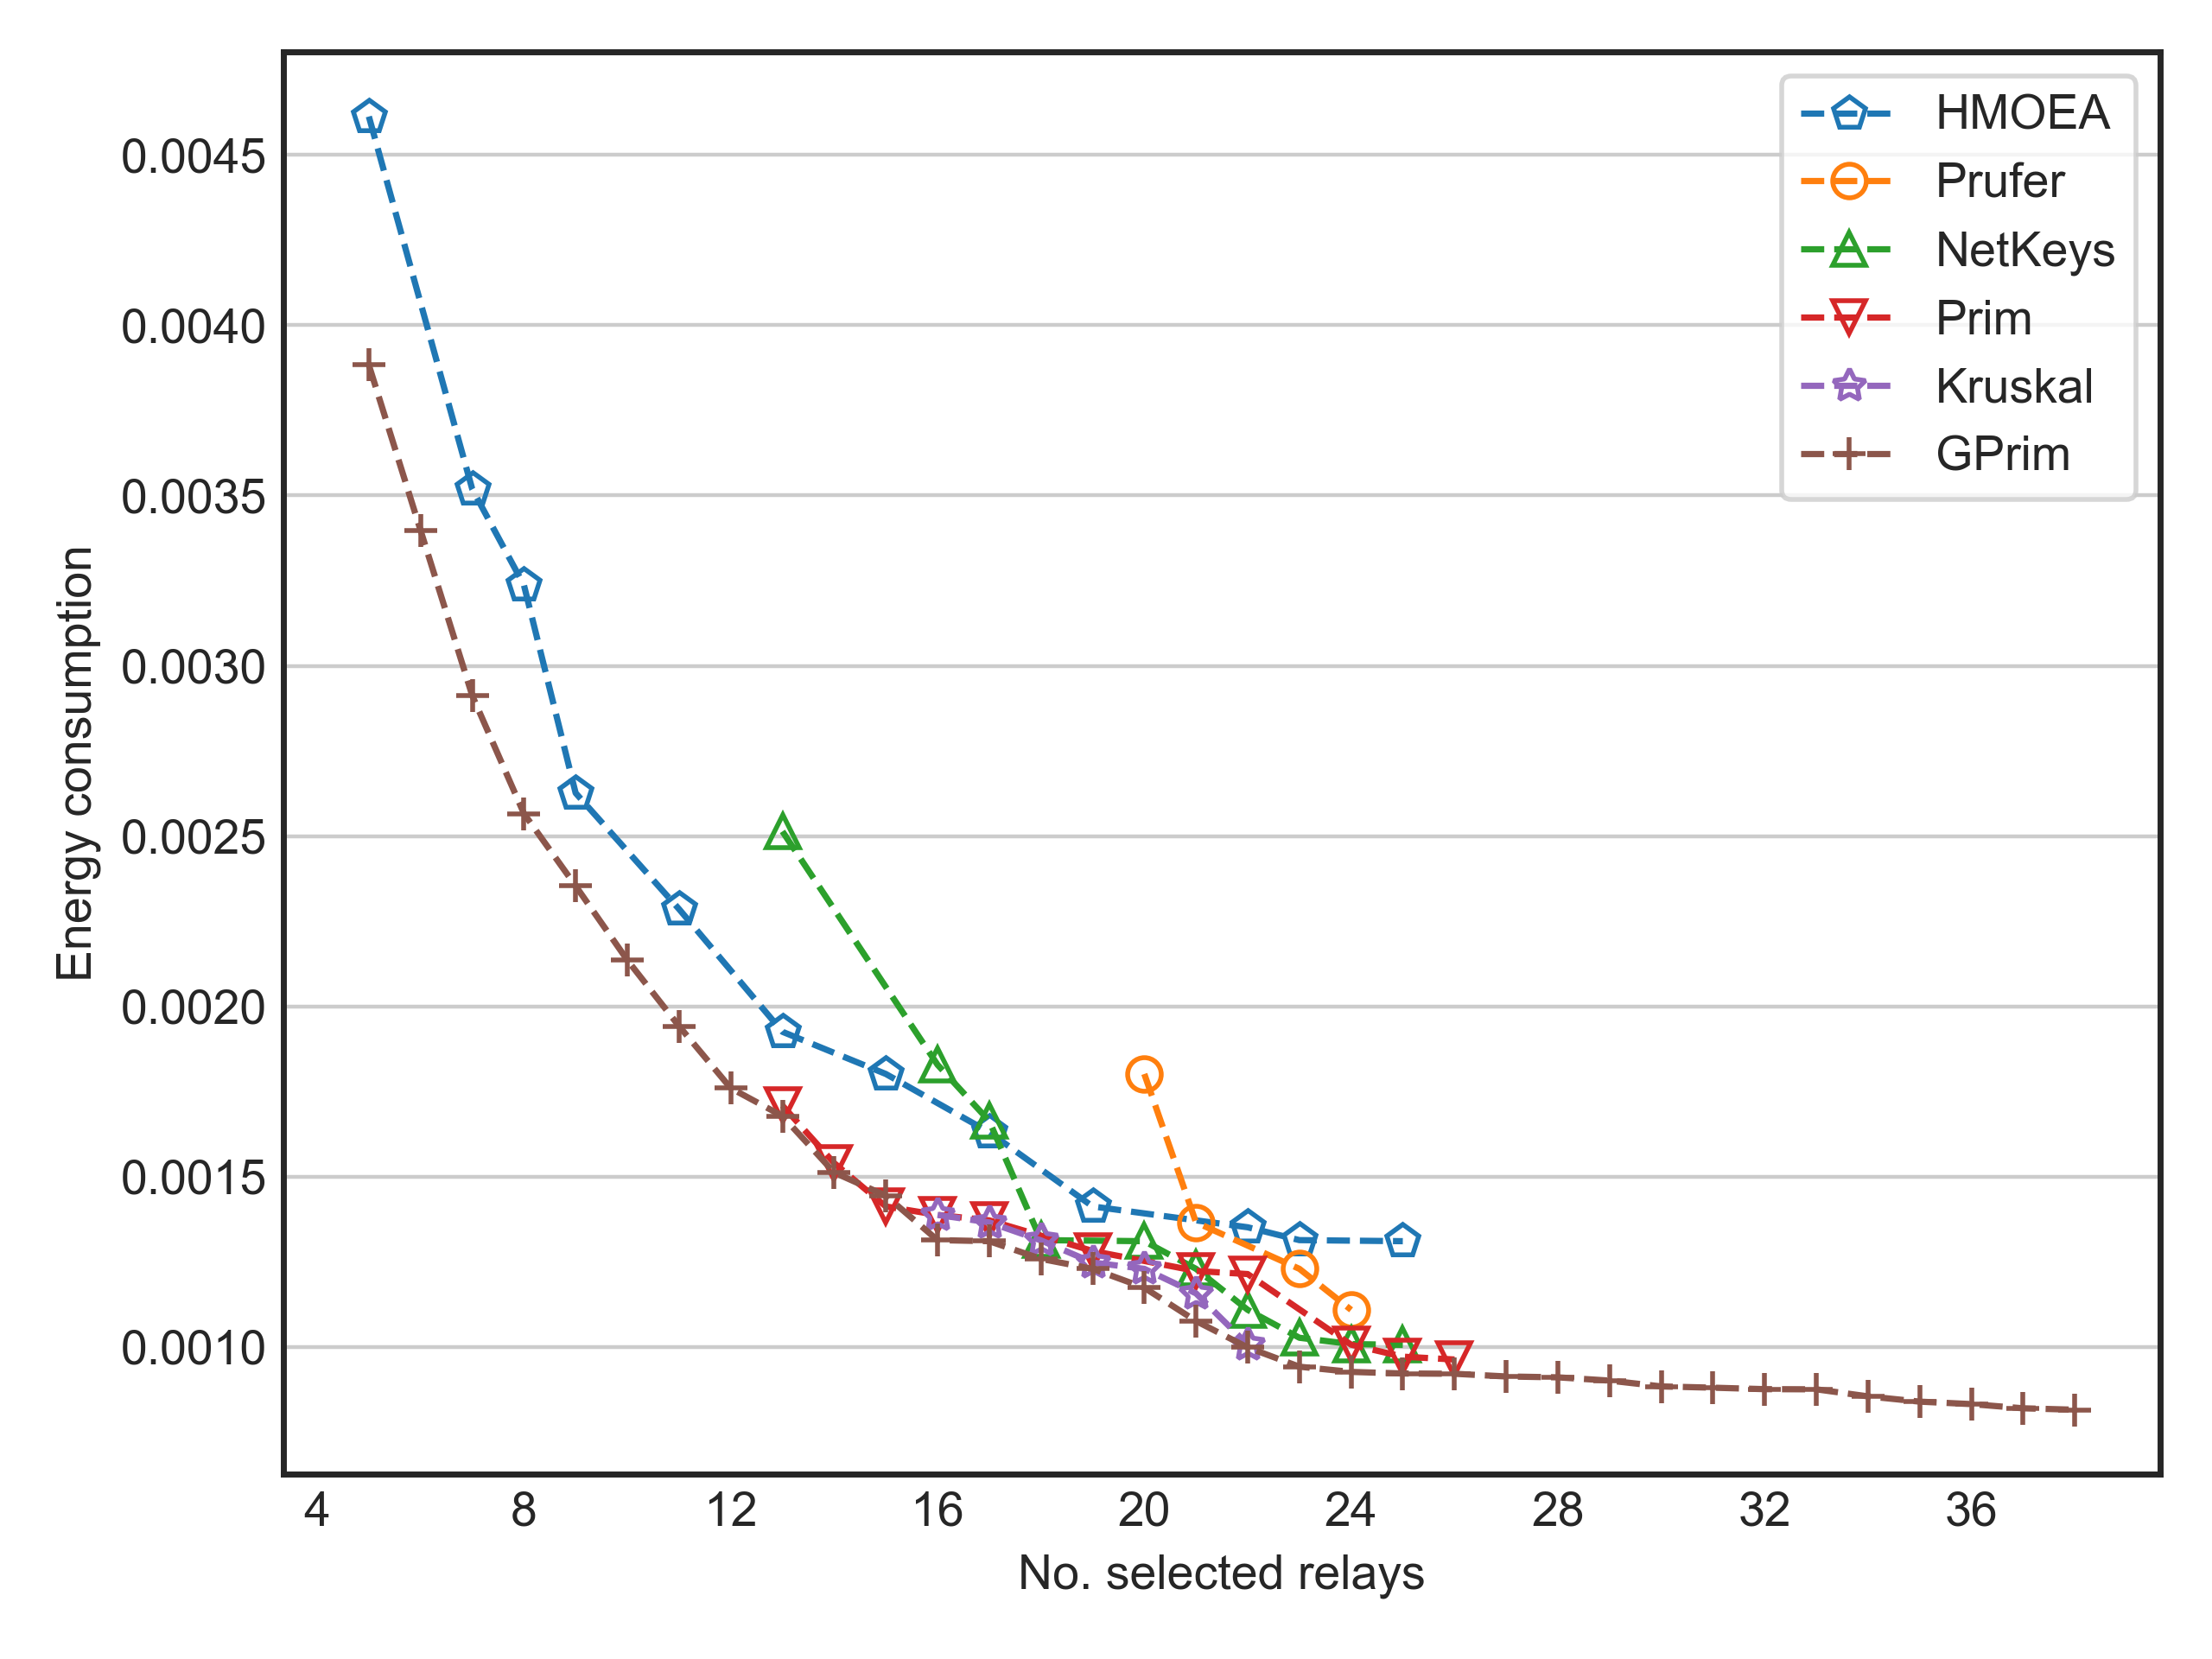 HMOEA
Prufer
NetKeys
Prim
Kruskal
GPrim
0.0045
0.0040
0.0035
0.0030
0.0025
0.0020
0.0015
0.0010
Energy consumption
4 8 12 16 20 24 28 32 36
No. selected relays